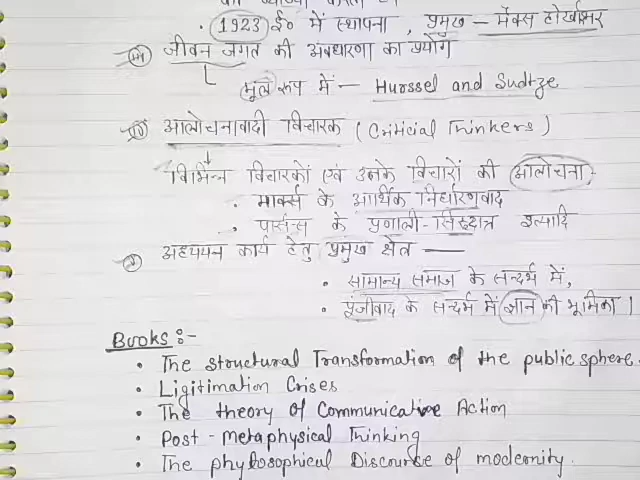 की व्याख्या करता है।
• 1923 ई० में स्थापना, प्रमुख - मैक्स होर्खाइमर
जीवन जगत की अवधारणा का प्रयोग
मूल रूप में — Hurssel and Sudtze
(iv) आलोचनावादी विचारक (Criticial Thinkers)
विभिन्न विचारकों एवं उनके विचारों की आलोचना,
• मार्क्स के आर्थिक निर्धारणवाद
• पार्सन्स के प्रणाली-सिद्धान्त इत्यादि
(v) अध्ययन कार्य हेतु प्रमुख क्षेत्र —
• सामान्य समाज के सन्दर्भ में,
• पूंजीवाद के सन्दर्भ में ज्ञान की भूमिका।
Books :-
• The structural Transformation of the public sphere.
• Ligitimation Crises
• The theory of Communicative Action
• Post - metaphysical Thinking
• The phylosophical Discourse of modernity.